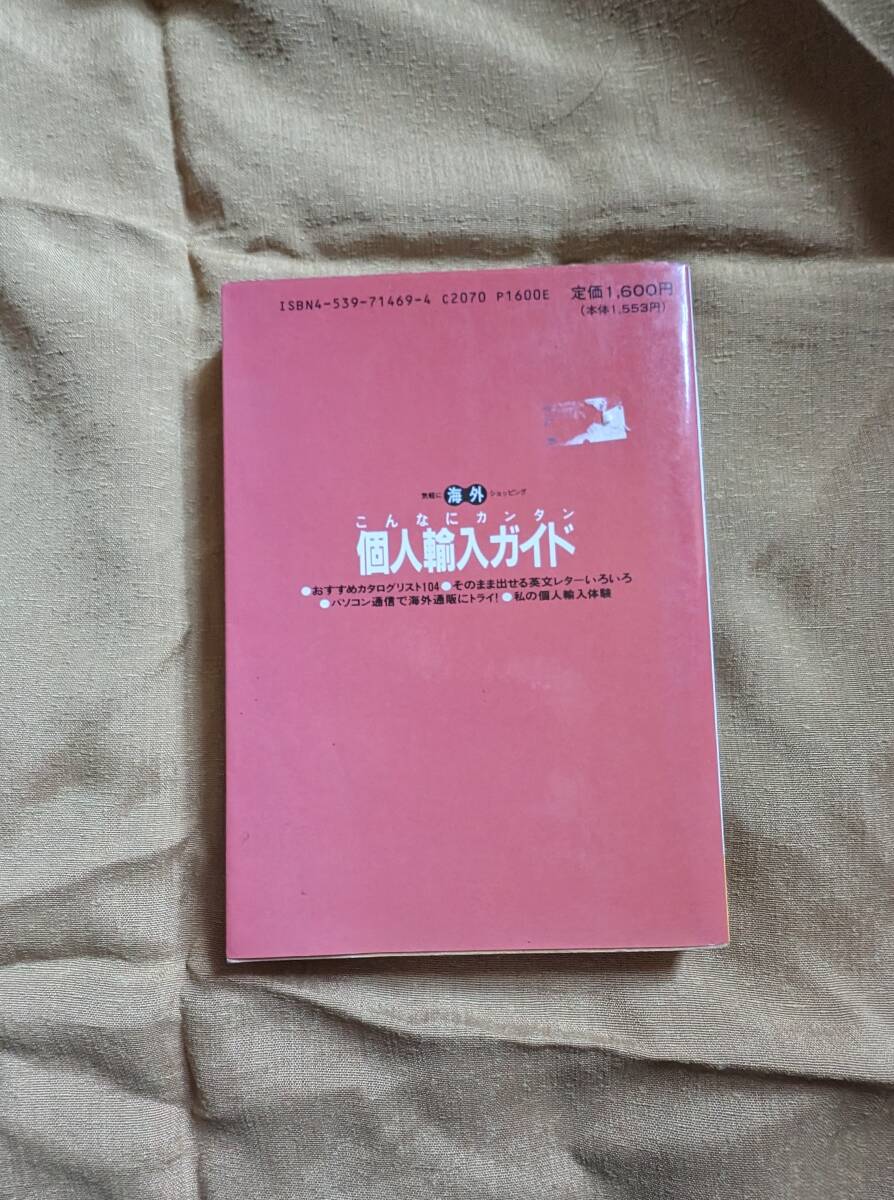 ISBN4-539-71469-4 C2070 P1600E 定価1,600円
(本体1,553円)
気軽に 海外 ショッピング
こんなにカンタン
個人輸入ガイド
●おすすめカタログリスト104●そのまま出せる英文レターいろいろ
●パソコン通信で海外通販にトライ!●私の個人輸入体験